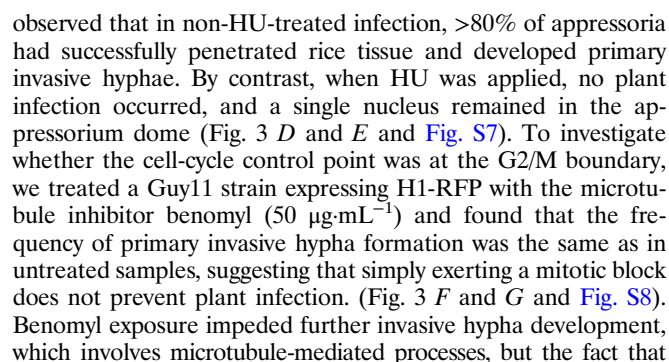 observed that in non-HU-treated infection, >80% of appressoria
had successfully penetrated rice tissue and developed primary
invasive hyphae. By contrast, when HU was applied, no plant
infection occurred, and a single nucleus remained in the ap-
pressorium dome (Fig. 3 D and E and Fig. S7). To investigate
whether the cell-cycle control point was at the G2/M boundary,
we treated a Guy11 strain expressing H1-RFP with the microtu-
bule inhibitor benomyl (50 μg·mL⁻¹) and found that the fre-
quency of primary invasive hypha formation was the same as in
untreated samples, suggesting that simply exerting a mitotic block
does not prevent plant infection. (Fig. 3 F and G and Fig. S8).
Benomyl exposure impeded further invasive hypha development,
which involves microtubule-mediated processes, but the fact that